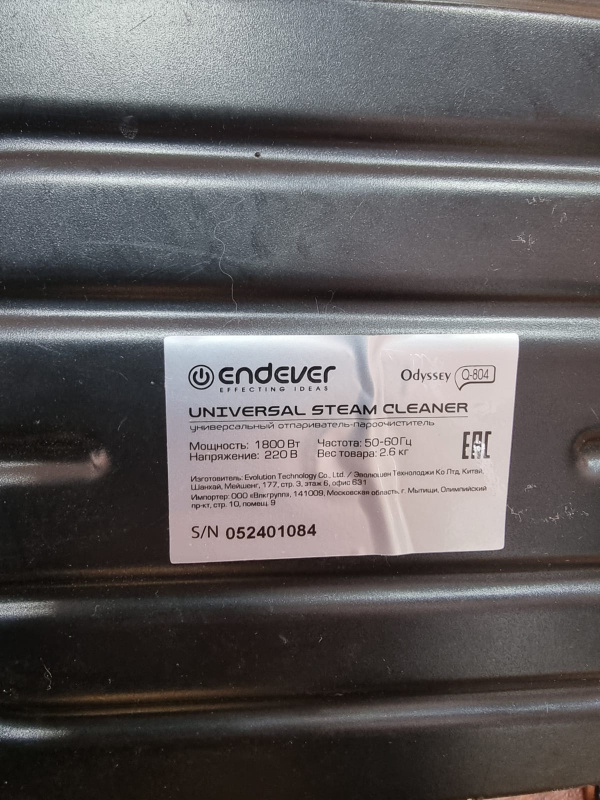 endever
EFFECTING IDEAS
Odyssey Q-804
UNIVERSAL STEAM CLEANER
универсальный отпариватель-пароочиститель
Мощность: 1800 Вт Частота: 50-60 Гц
Напряжение: 220 В Вес товара: 2.6 кг
EAC
Изготовитель: Evolution Technology Co., Ltd. / Эволюшен Технолоджи Ко Лтд, Китай,
Шанхай, Мейшенг, 177, стр. 3, этаж 6, офис 631
Импортер: ООО «Влкгрупп», 141009, Московская область, г. Мытищи, Олимпийский
пр-кт, стр. 10, помещ. 9
S/N 052401084